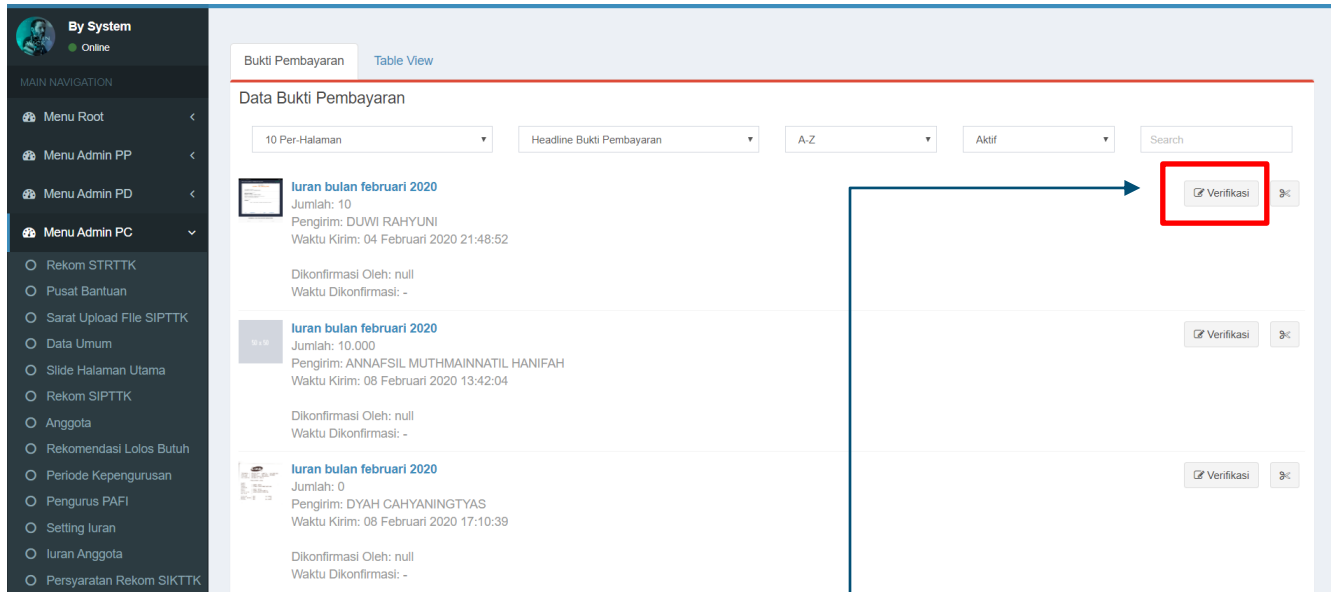 By System
Online
MAIN NAVIGATION
Menu Root
Menu Admin PP
Menu Admin PD
Menu Admin PC
Rekom STRTTK
Pusat Bantuan
Sarat Upload FIle SIPTTK
Data Umum
Slide Halaman Utama
Rekom SIPTTK
Anggota
Rekomendasi Lolos Butuh
Periode Kepengurusan
Pengurus PAFI
Setting Iuran
Iuran Anggota
Persyaratan Rekom SIKTTK
Bukti Pembayaran Table View
Data Bukti Pembayaran
10 Per-Halaman Headline Bukti Pembayaran A-Z Aktif Search
Iuran bulan februari 2020 Verifikasi
Jumlah: 10
Pengirim: DUWI RAHYUNI
Waktu Kirim: 04 Februari 2020 21:48:52
Dikonfirmasi Oleh: null
Waktu Dikonfirmasi: -
Iuran bulan februari 2020 Verifikasi
Jumlah: 10.000
Pengirim: ANNAFSIL MUTHMAINNATIL HANIFAH
Waktu Kirim: 08 Februari 2020 13:42:04
Dikonfirmasi Oleh: null
Waktu Dikonfirmasi: -
Iuran bulan februari 2020 Verifikasi
Jumlah: 0
Pengirim: DYAH CAHYANINGTYAS
Waktu Kirim: 08 Februari 2020 17:10:39
Dikonfirmasi Oleh: null
Waktu Dikonfirmasi: -